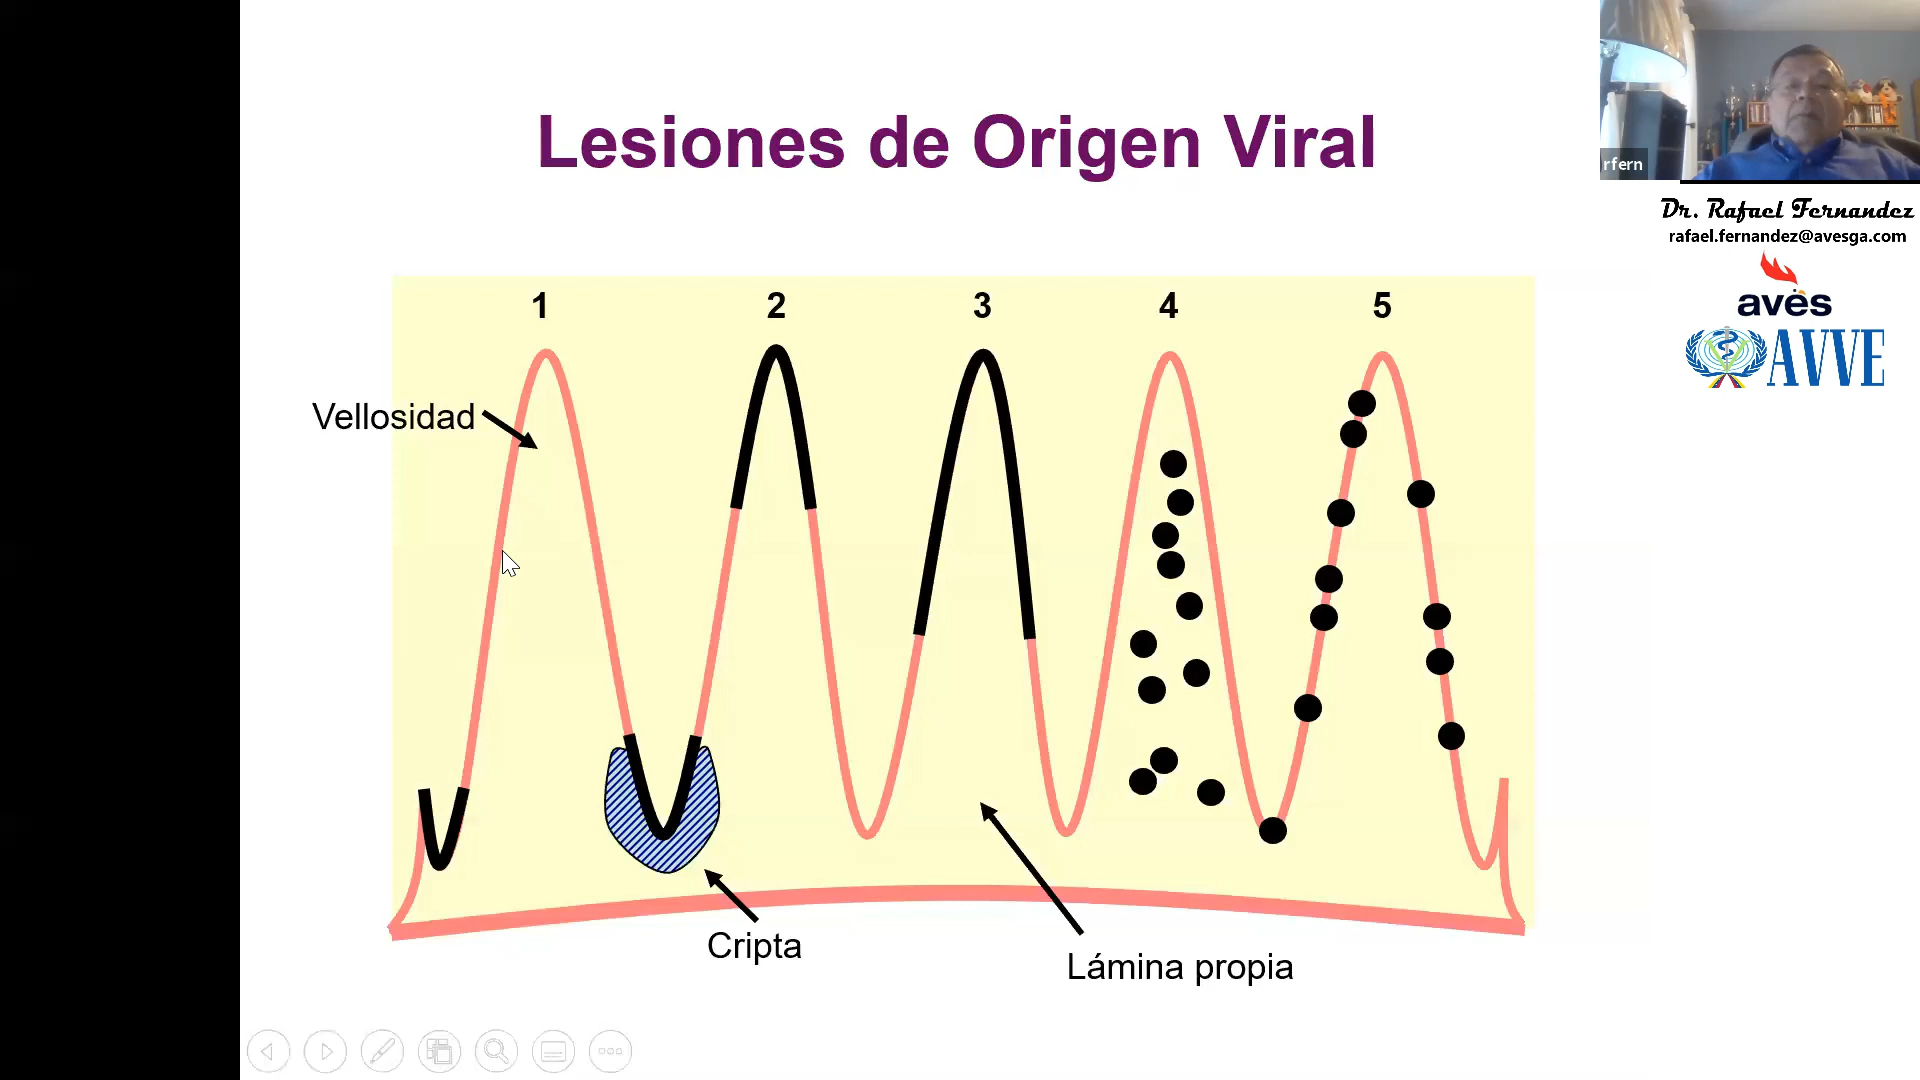 Lesiones de Origen Viral
rfern
Dr. Rafael Fernandez
rafael.fernandez@avesga.com
avès
AVVE
1 2 3 4 5
Vellosidad
Cripta
Lámina propia